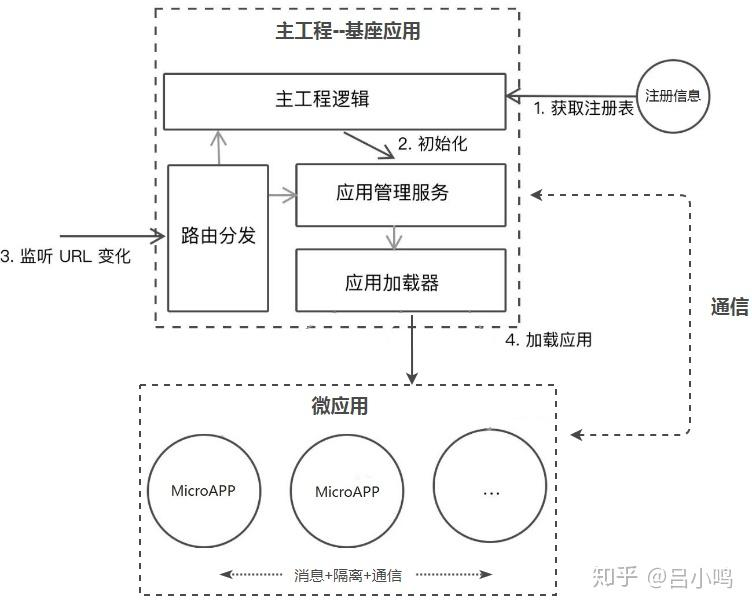 主工程--基座应用
主工程逻辑
注册信息
1. 获取注册表
2. 初始化
应用管理服务
路由分发
3. 监听 URL 变化
应用加载器
通信
4. 加载应用
微应用
MicroAPP
MicroAPP
...
消息+隔离+通信
知乎 @吕小鸣